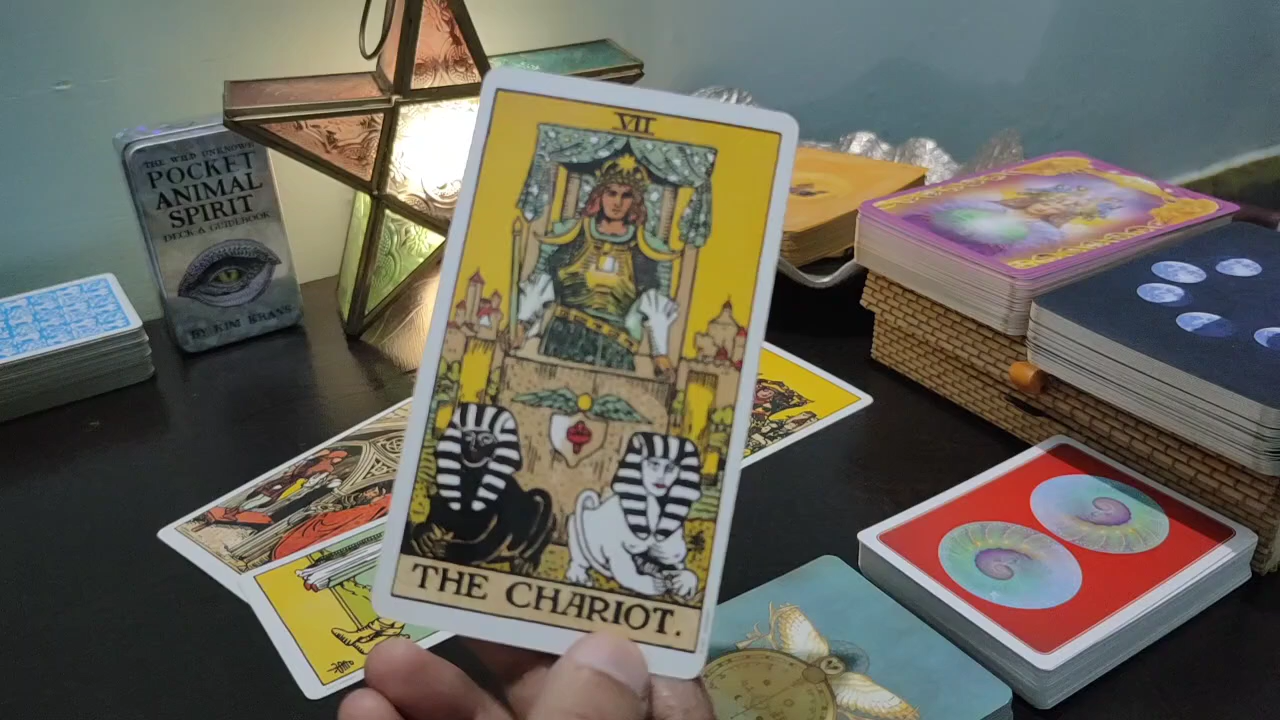 THE WILD UNKNOWN
POCKET
ANIMAL
SPIRIT
DECK & GUIDEBOOK
BY KIM KRANS
VII
THE CHARIOT.